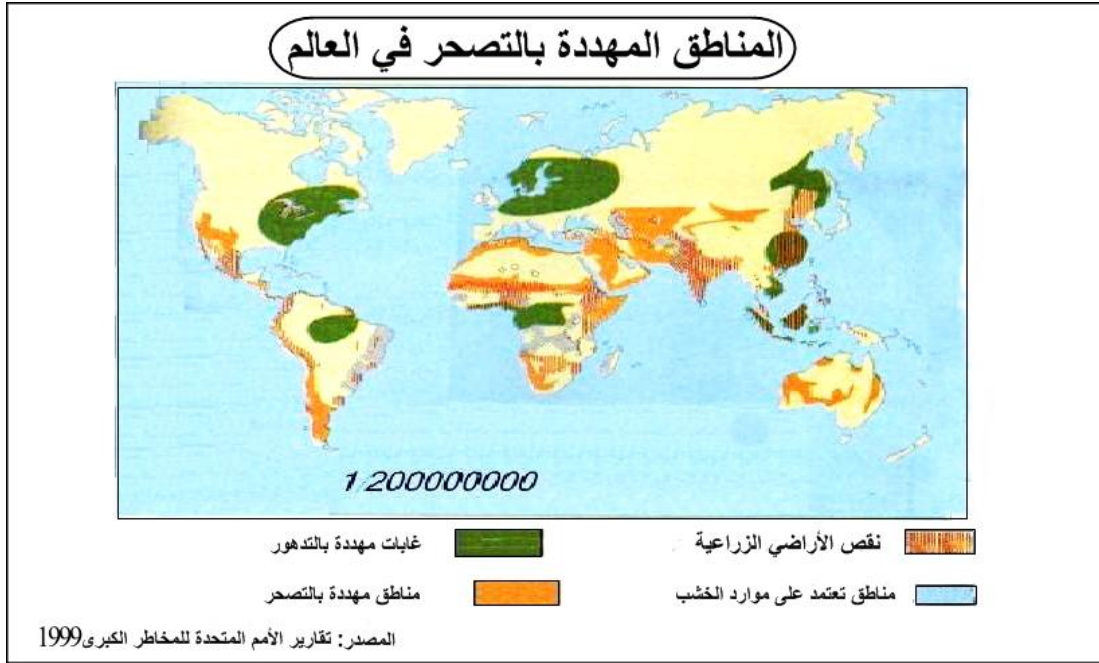 المناطق المهددة بالتصحر في العالم
1/200000000
نقص الأراضي الزراعية
غابات مهددة بالتدهور
مناطق تعتمد على موارد الخشب
مناطق مهددة بالتصحر
المصدر: تقارير الأمم المتحدة للمخاطر الكبرى1999